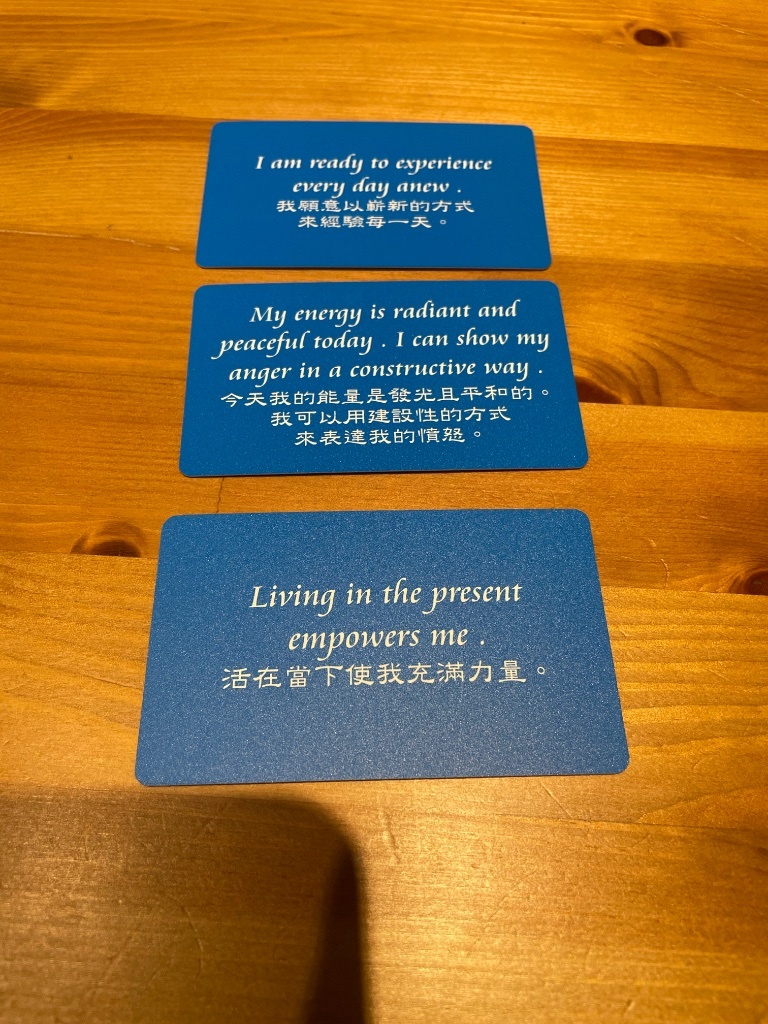 I am ready to experience
every day anew .
我願意以嶄新的方式
來經驗每一天。
My energy is radiant and
peaceful today . I can show my
anger in a constructive way .
今天我的能量是發光且平和的。
我可以用建設性的方式
來表達我的憤怒。
Living in the present
empowers me .
活在當下使我充滿力量。